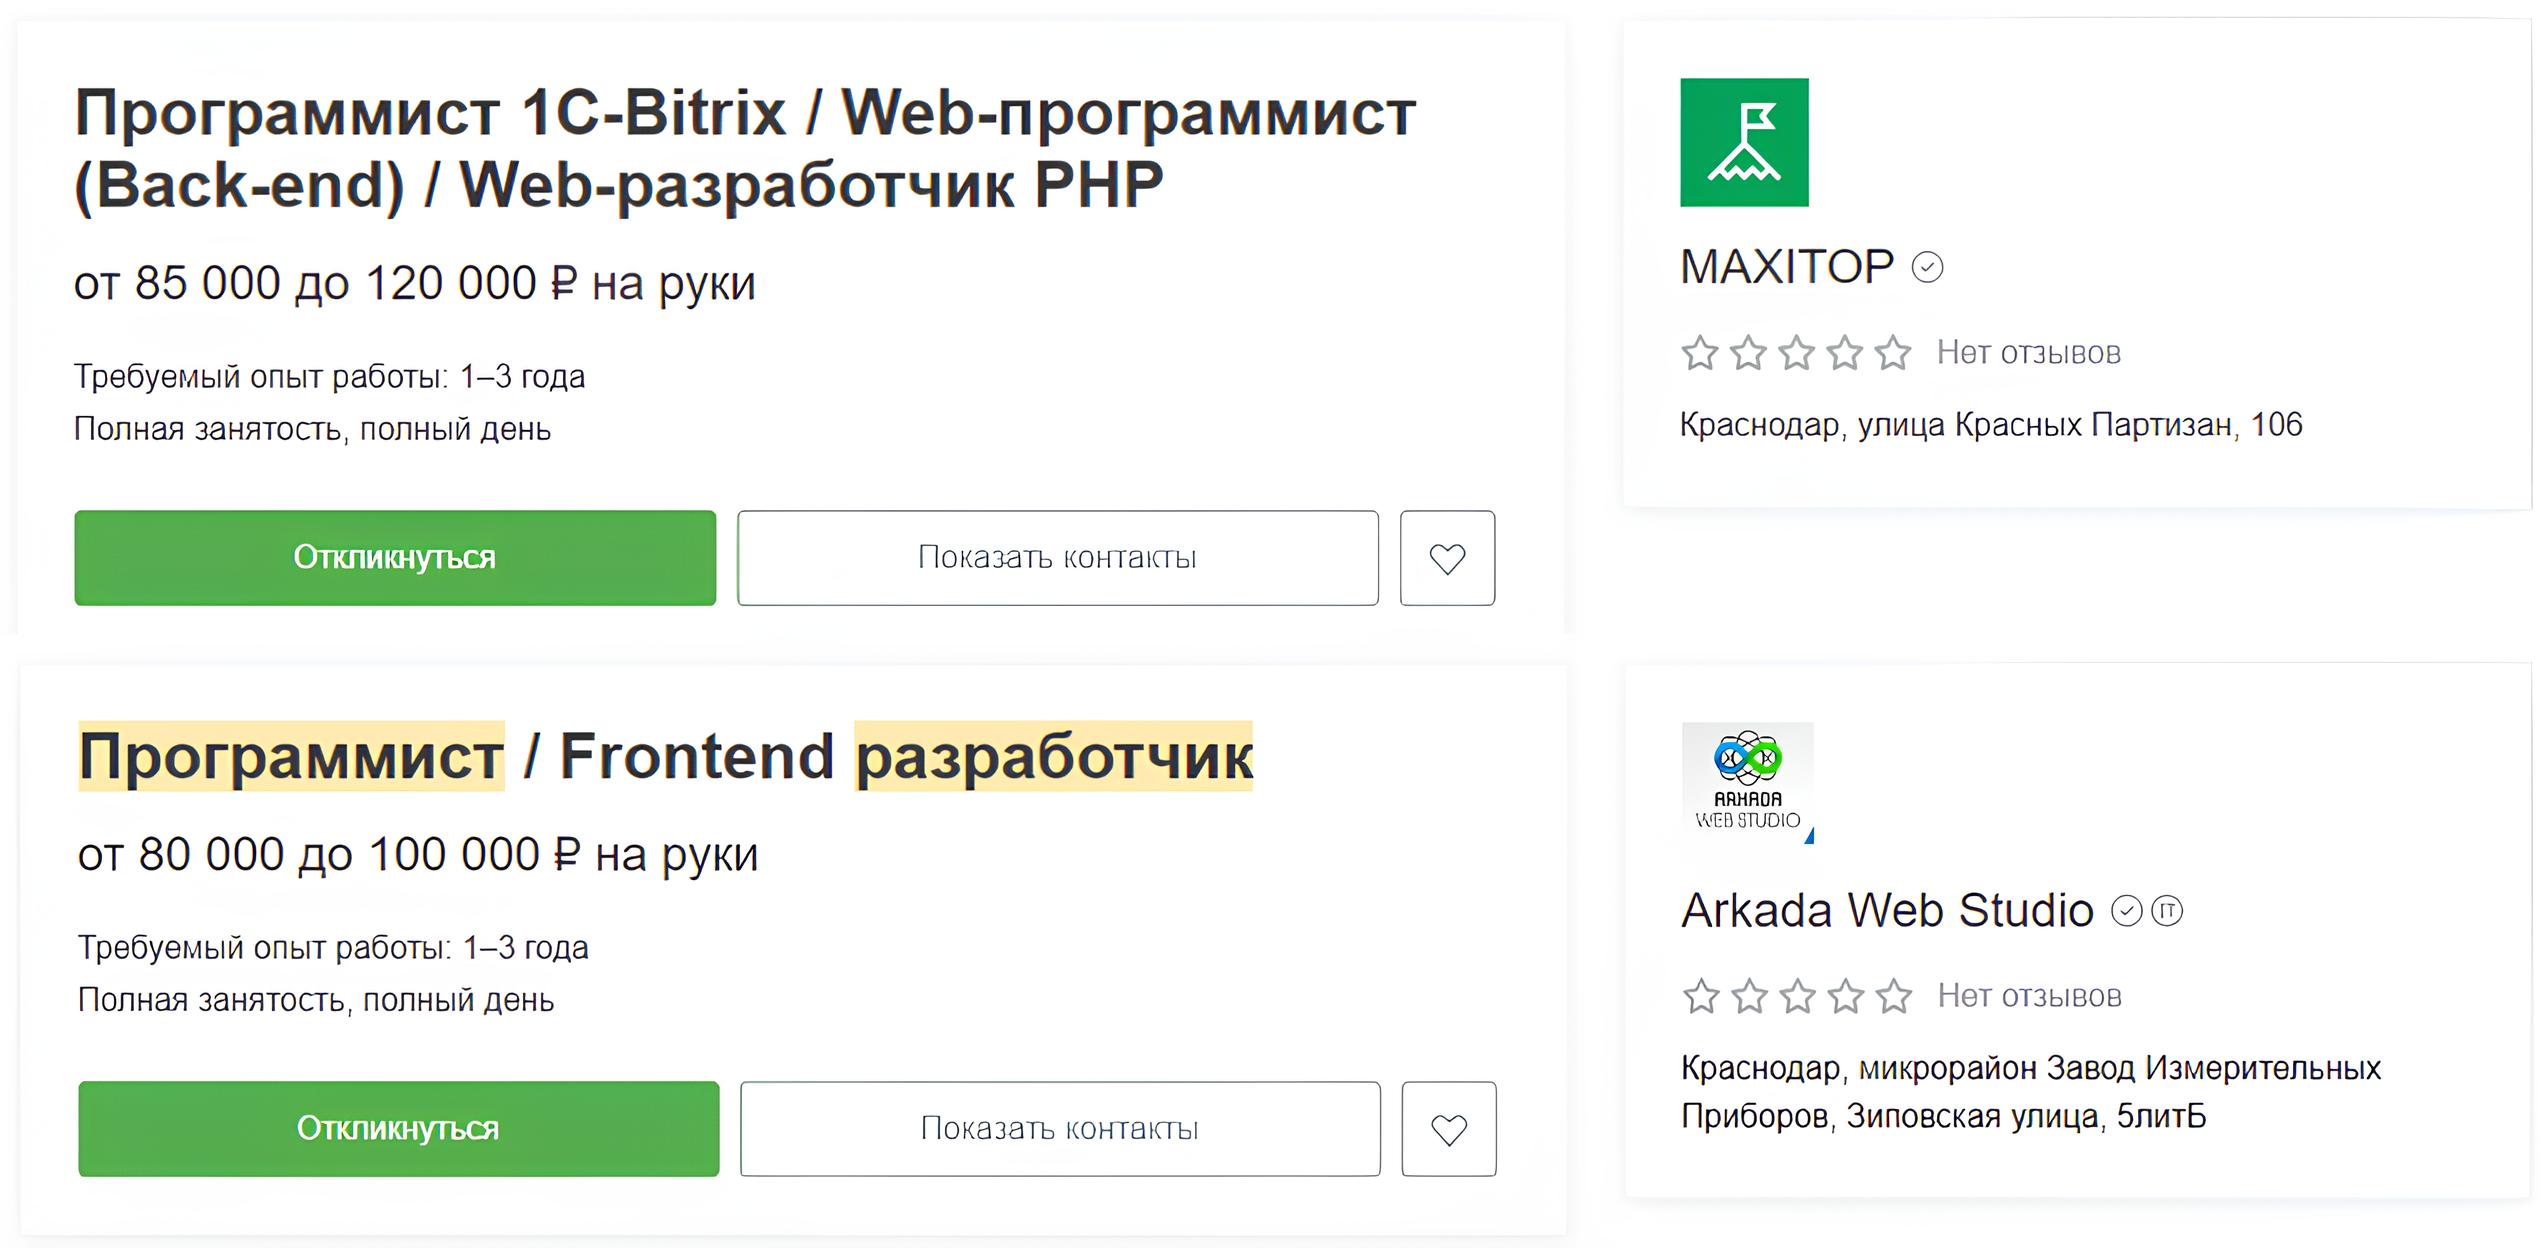 Программист 1C-Bitrix / Web-программист
(Back-end) / Web-разработчик PHP
от 85 000 до 120 000 ₽ на руки
Требуемый опыт работы: 1–3 года
Полная занятость, полный день
Откликнуться
Показать контакты
MAXITOP
Нет отзывов
Краснодар, улица Красных Партизан, 106
Программист / Frontend разработчик
от 80 000 до 100 000 ₽ на руки
Требуемый опыт работы: 1–3 года
Полная занятость, полный день
Откликнуться
Показать контакты
ARKADA
WEB STUDIO
Arkada Web Studio IT
Нет отзывов
Краснодар, микрорайон Завод Измерительных
Приборов, Зиповская улица, 5литБ